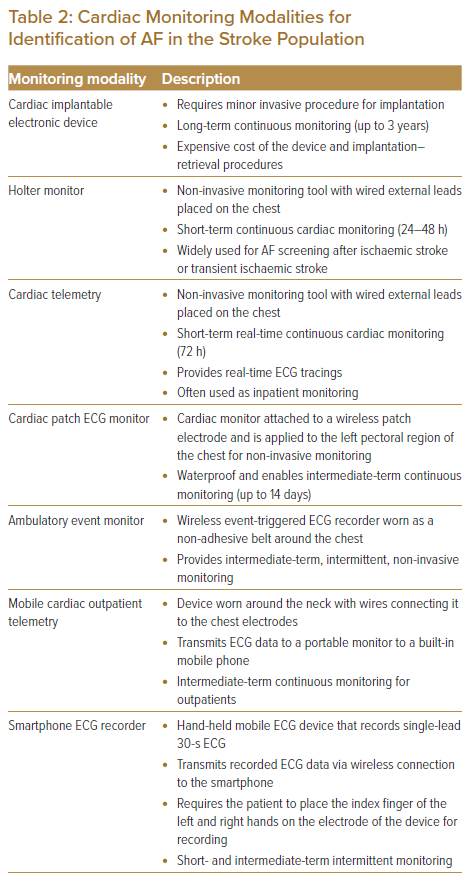 Table 2: Cardiac Monitoring Modalities for
Identification of AF in the Stroke Population
Monitoring modality Description
Cardiac implantable
electronic device
• Requires minor invasive procedure for implantation
• Long-term continuous monitoring (up to 3 years)
• Expensive cost of the device and implantation–
retrieval procedures
Holter monitor
• Non-invasive monitoring tool with wired external leads
placed on the chest
• Short-term continuous cardiac monitoring (24–48 h)
• Widely used for AF screening after ischaemic stroke
or transient ischaemic stroke
Cardiac telemetry
• Non-invasive monitoring tool with wired external leads
placed on the chest
• Short-term real-time continuous cardiac monitoring
(72 h)
• Provides real-time ECG tracings
• Often used as inpatient monitoring
Cardiac patch ECG monitor
• Cardiac monitor attached to a wireless patch
electrode and is applied to the left pectoral region of
the chest for non-invasive monitoring
• Waterproof and enables intermediate-term continuous
monitoring (up to 14 days)
Ambulatory event monitor
• Wireless event-triggered ECG recorder worn as a
non-adhesive belt around the chest
• Provides intermediate-term, intermittent, non-invasive
monitoring
Mobile cardiac outpatient
telemetry
• Device worn around the neck with wires connecting it
to the chest electrodes
• Transmits ECG data to a portable monitor to a built-in
mobile phone
• Intermediate-term continuous monitoring for
outpatients
Smartphone ECG recorder
• Hand-held mobile ECG device that records single-lead
30-s ECG
• Transmits recorded ECG data via wireless connection
to the smartphone
• Requires the patient to place the index finger of the
left and right hands on the electrode of the device for
recording
• Short- and intermediate-term intermittent monitoring